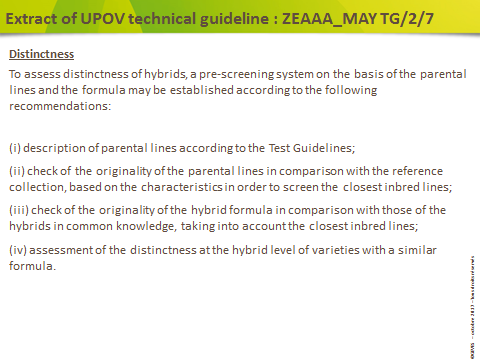 Extract of UPOV technical guideline : ZEAAA_MAY TG/2/7
Distinctness
To assess distinctness of hybrids, a pre-screening system on the basis of the parental
lines and the formula may be established according to the following
recommendations:
(i) description of parental lines according to the Test Guidelines;
(ii) check of the originality of the parental lines in comparison with the reference
collection, based on the characteristics in order to screen the closest inbred lines;
(iii) check of the originality of the hybrid formula in comparison with those of the
hybrids in common knowledge, taking into account the closest inbred lines;
(iv) assessment of the distinctness at the hybrid level of varieties with a similar
formula.